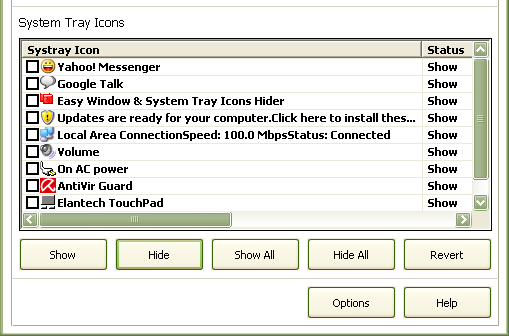 System Tray Icons
Systray Icon Status
Yahoo! Messenger Show
Google Talk Show
Easy Window & System Tray Icons Hider Show
Updates are ready for your computer.Click here to install thes... Show
Local Area ConnectionSpeed: 100.0 MbpsStatus: Connected Show
Volume Show
On AC power Show
AntiVir Guard Show
Elantech TouchPad Show
Show Hide Show All Hide All Revert
Options Help